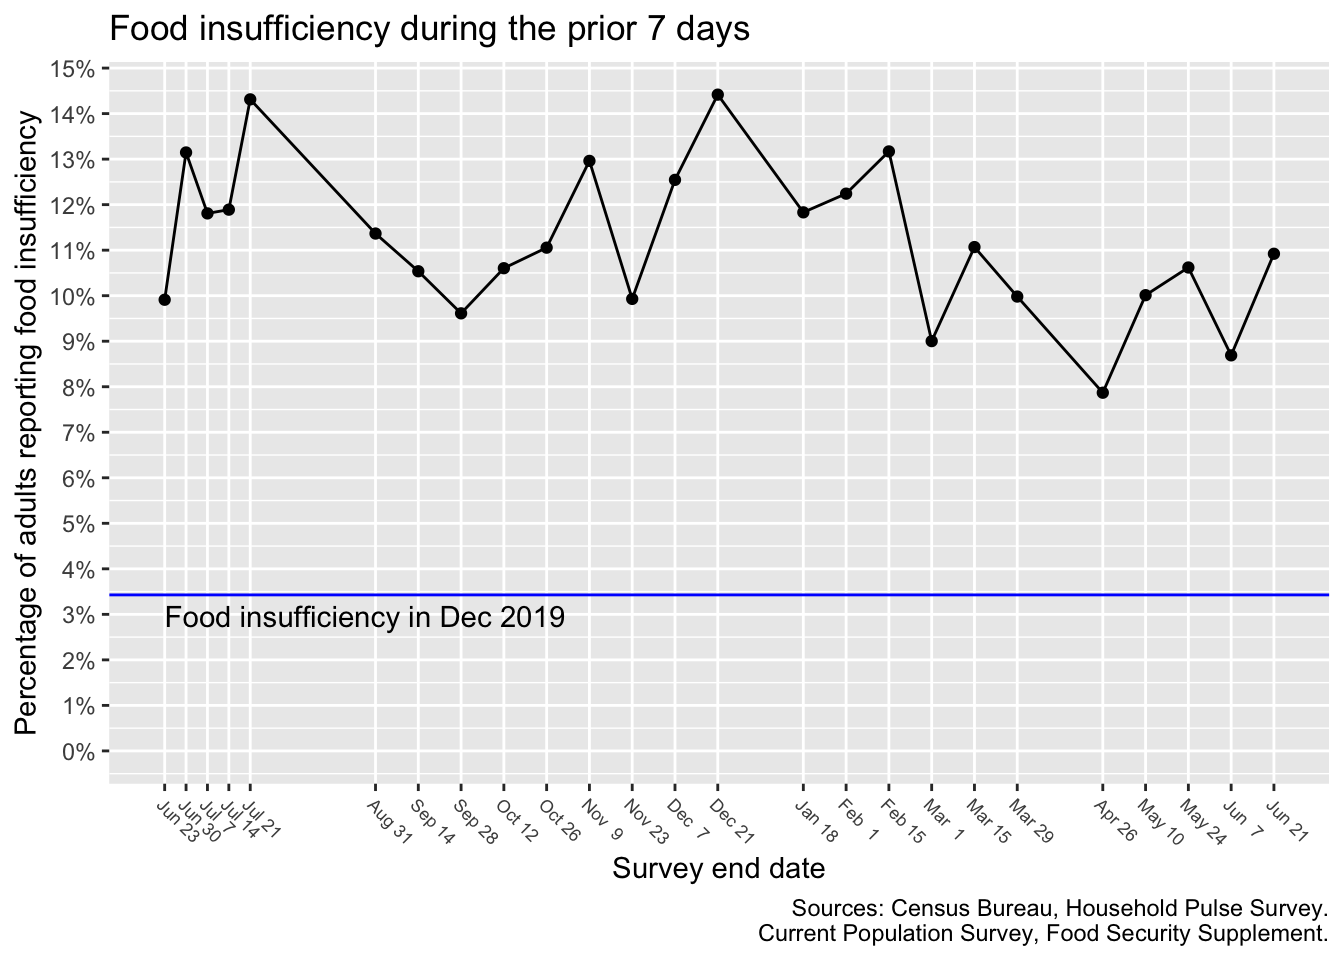 Food insufficiency during the prior 7 days
Percentage of adults reporting food insufficiency
15%
14%
13%
12%
11%
10%
9%
8%
7%
6%
5%
4%
3%
2%
1%
0%
Food insufficiency in Dec 2019
Jun 23
Jun 30
Jul 7
Jul 14
Jul 21
Aug 31
Sep 14
Sep 28
Oct 12
Oct 26
Nov 9
Nov 23
Dec 7
Dec 21
Jan 18
Feb 1
Feb 15
Mar 1
Mar 15
Mar 29
Apr 26
May 10
May 24
Jun 7
Jun 21
Survey end date
Sources: Census Bureau, Household Pulse Survey.
Current Population Survey, Food Security Supplement.